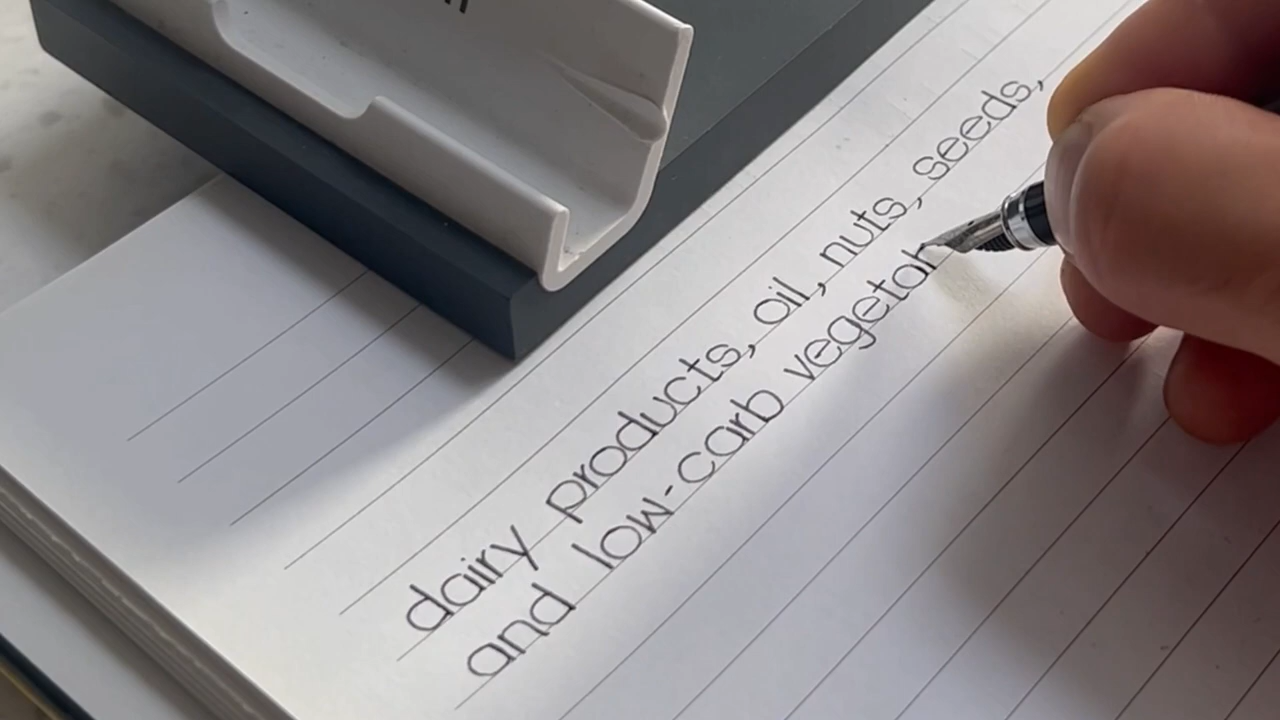 dairy products, oil, nuts, seeds,
and low-carb vegetab